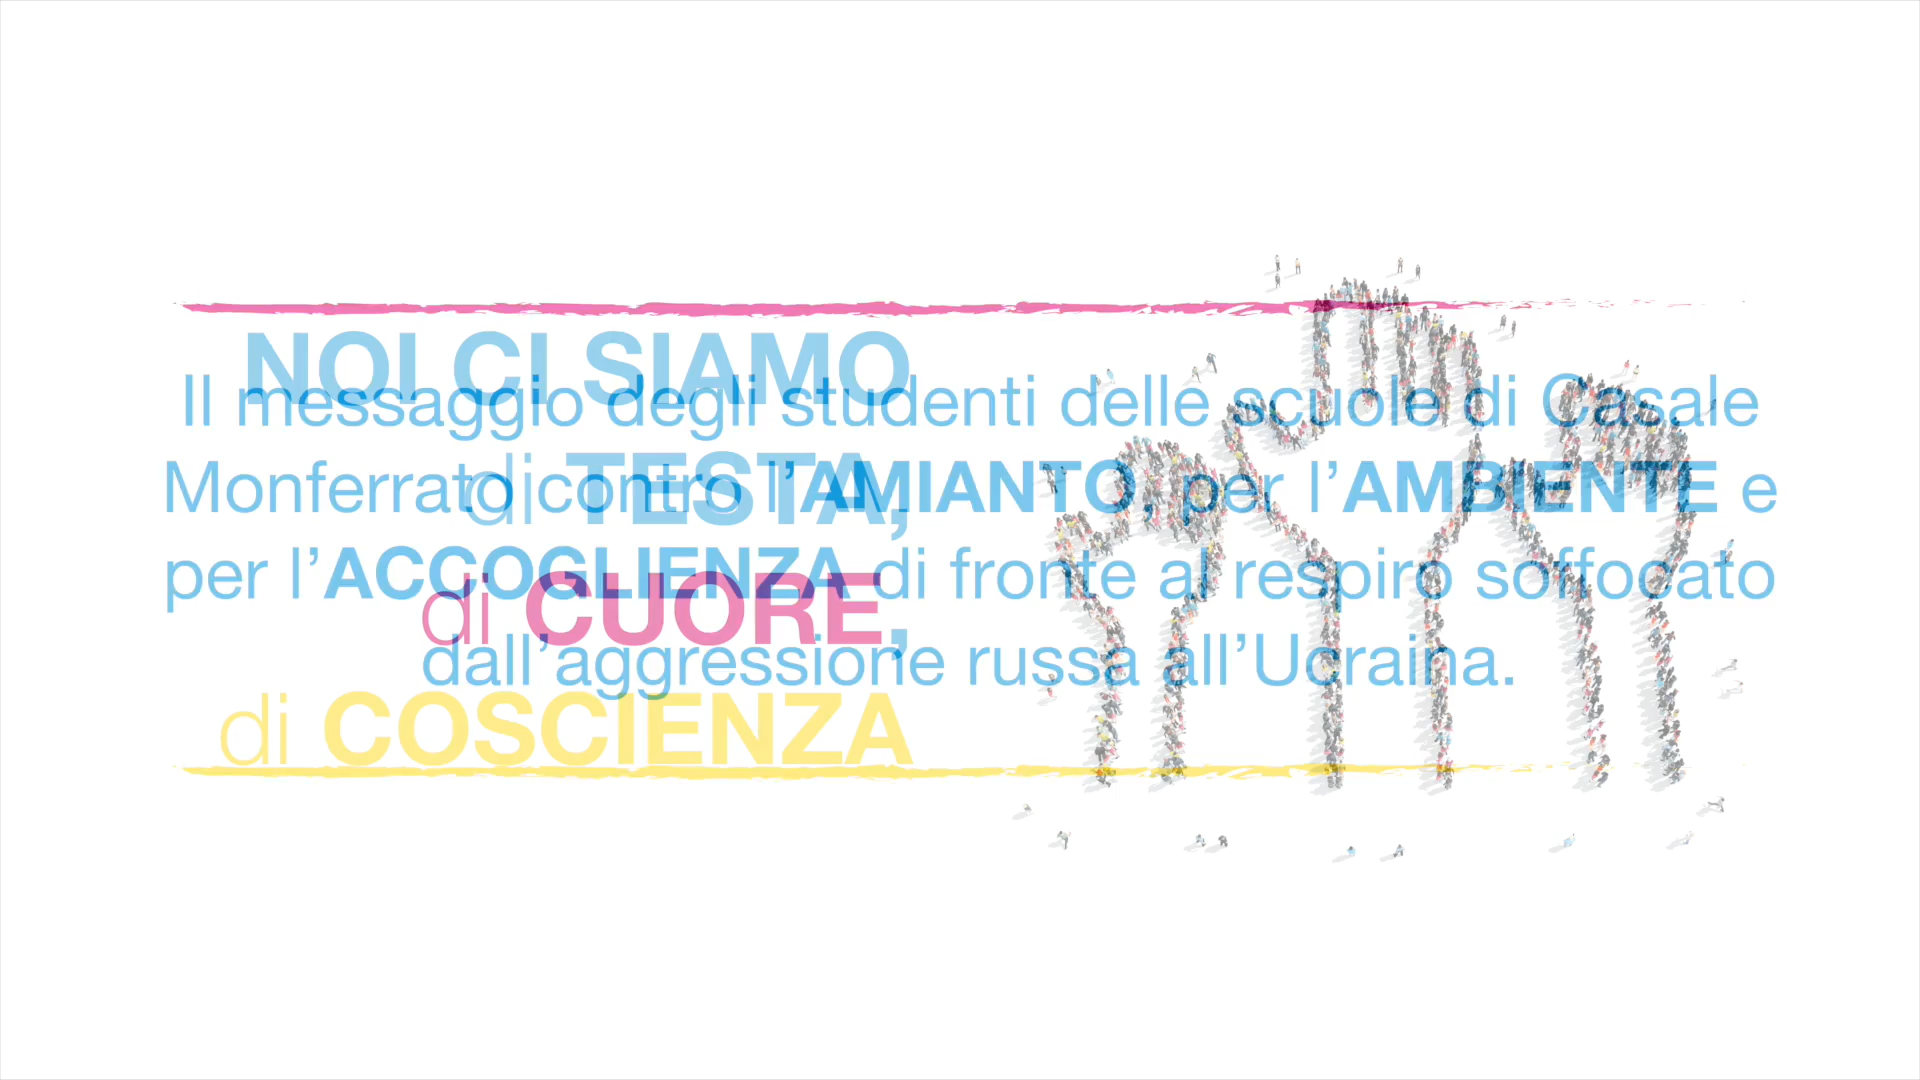 NOI CI SIAMO
di TESTA,
di CUORE,
di COSCIENZA
Il messaggio degli studenti delle scuole di Casale
Monferrato contro l’AMIANTO, per l’AMBIENTE e
per l’ACCOGLIENZA di fronte al respiro soffocato
dall’aggressione russa all’Ucraina.